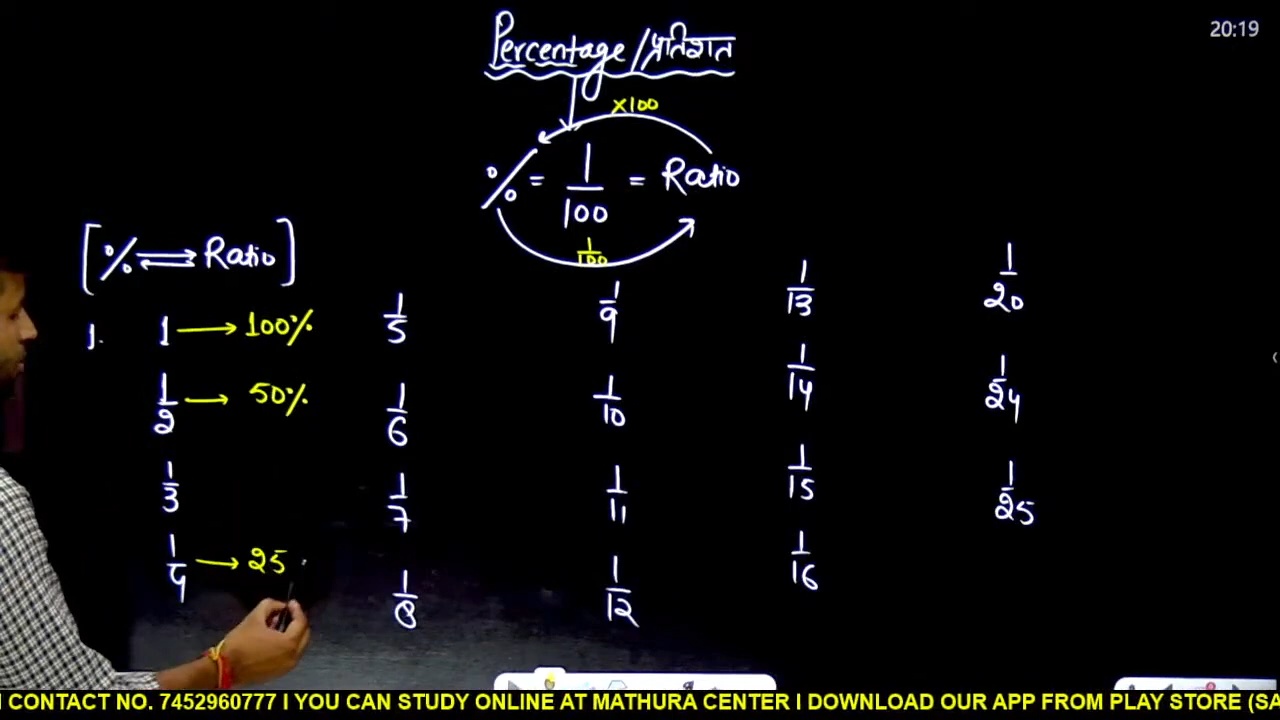 20:19
Percentage/प्रतिशत
×100
% = 1/100 = Ratio
1/100
[% ⇌ Ratio]
1. 1 → 100%
1/2 → 50%
1/3
1/4 → 25
1/5
1/6
1/7
1/8
1/9
1/10
1/11
1/12
1/13
1/14
1/15
1/16
1/20
1/24
1/25
CONTACT NO. 7452960777 I YOU CAN STUDY ONLINE AT MATHURA CENTER I DOWNLOAD OUR APP FROM PLAY STORE (SA